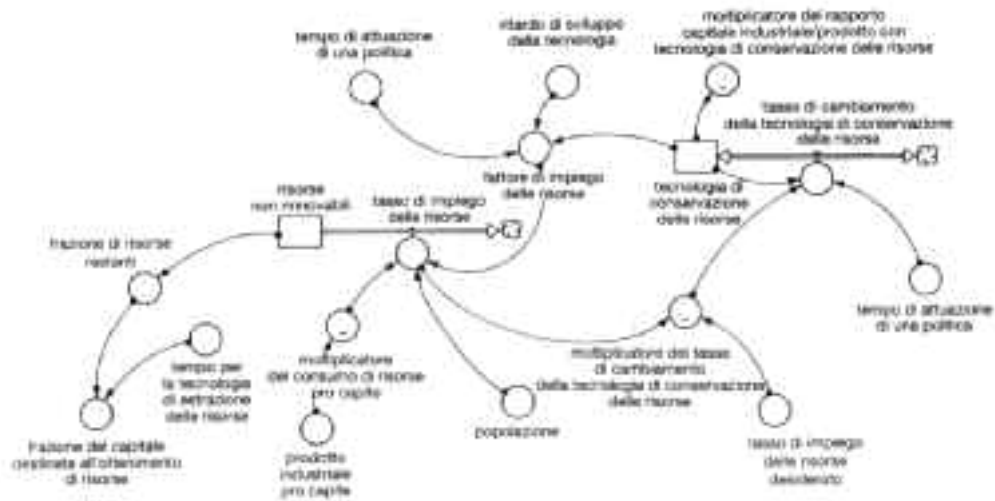 tempo di attuazione
di una politica
ritardo di sviluppo
della tecnologia
moltiplicatore del rapporto
capitale industriale/prodotto con
tecnologia di conservazione delle risorse
tasso di cambiamento
della tecnologia di conservazione
delle risorse
fattore di impiego
delle risorse
tecnologia di
conservazione
delle risorse
risorse
non rinnovabili
tasso di impiego
delle risorse
frazione di risorse
restanti
tempo di attuazione
di una politica
tempo per
la tecnologia
di estrazione
delle risorse
moltiplicatore
del consumo di risorse
pro capite
moltiplicatore del tasso
di cambiamento
della tecnologia di conservazione
delle risorse
popolazione
frazione del capitale
destinata all'ottenimento
di risorse
prodotto
industriale
pro capite
tasso di impiego
delle risorse
desiderato